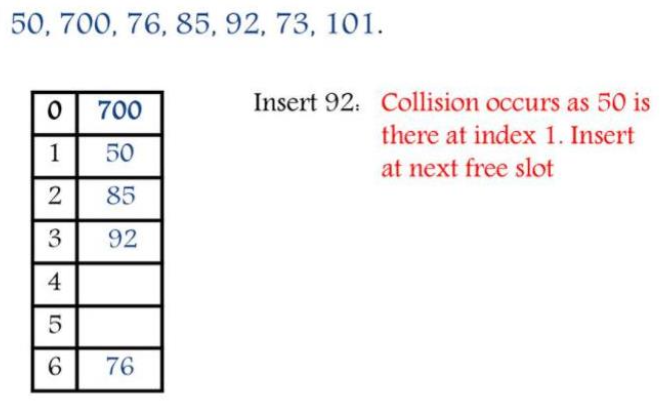 50, 700, 76, 85, 92, 73, 101.
0 700
1 50
2 85
3 92
4
5
6 76
Insert 92: Collision occurs as 50 is
there at index 1. Insert
at next free slot